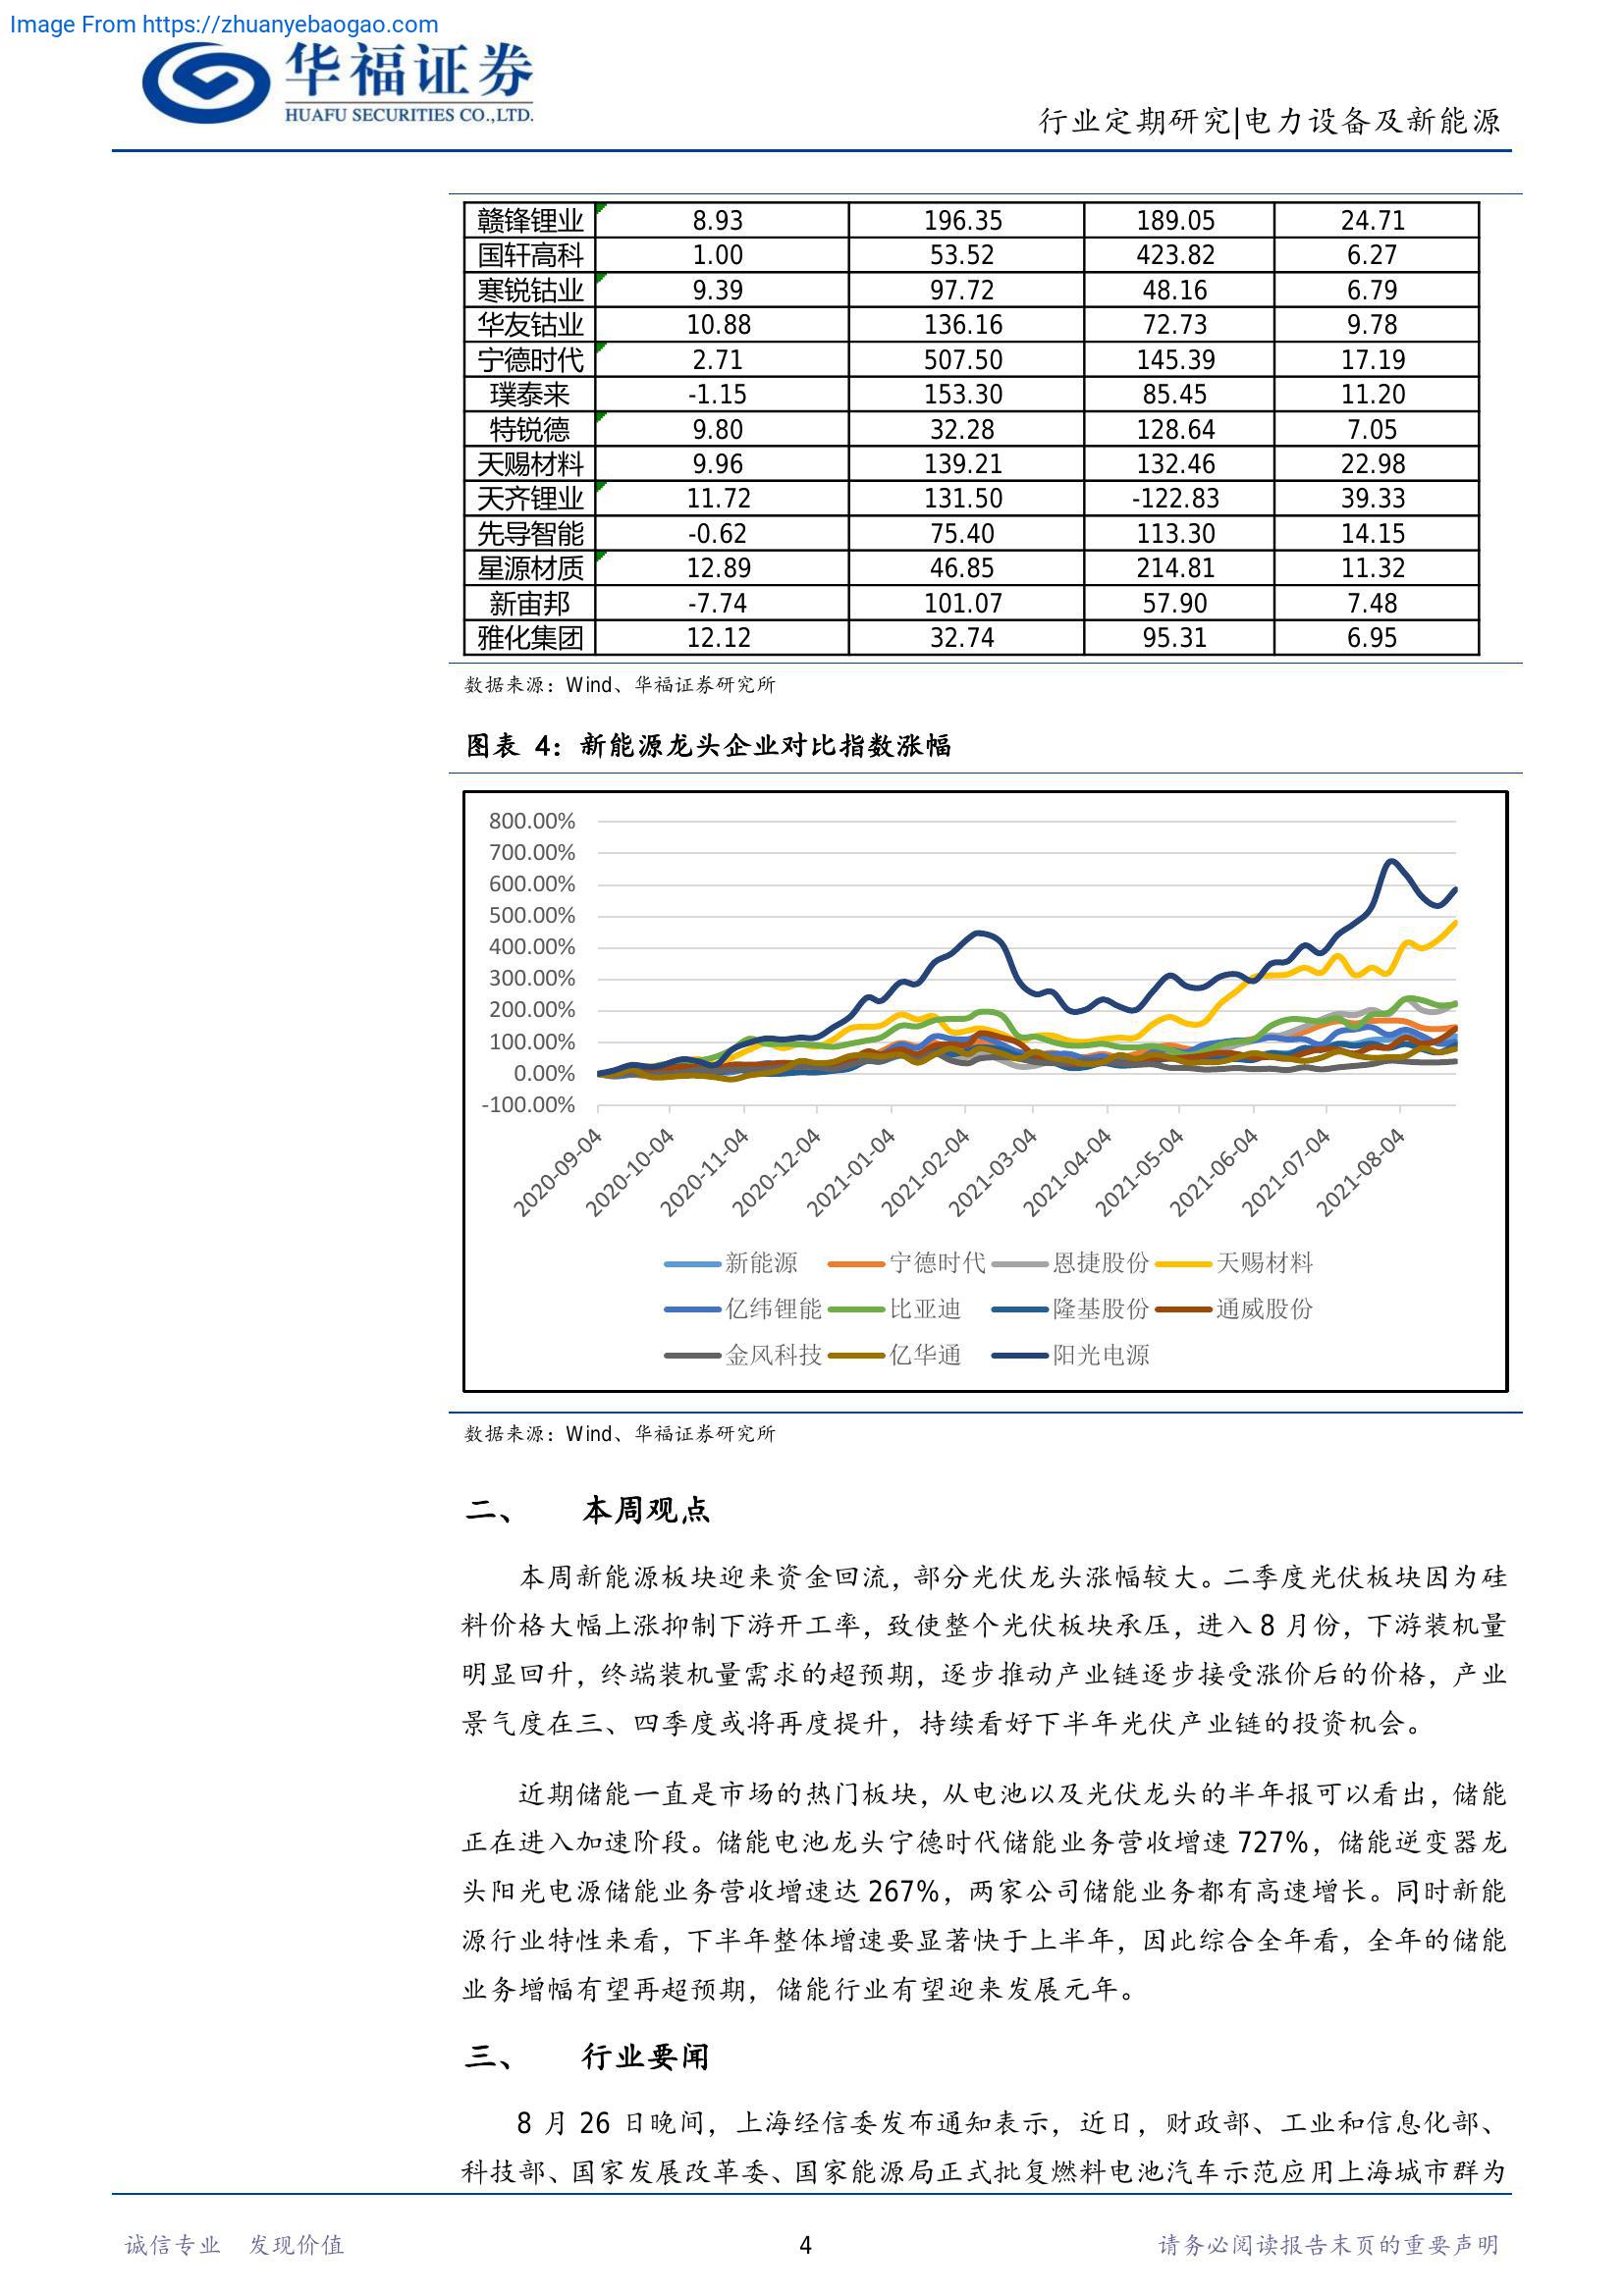 Image From https://zhuanyebaogao.com
华福证券
HUAFU SECURITIES CO.,LTD.
行业定期研究|电力设备及新能源
赣锋锂业 8.93 196.35 189.05 24.71
国轩高科 1.00 53.52 423.82 6.27
寒锐钴业 9.39 97.72 48.16 6.79
华友钴业 10.88 136.16 72.73 9.78
宁德时代 2.71 507.50 145.39 17.19
璞泰来 -1.15 153.30 85.45 11.20
特锐德 9.80 32.28 128.64 7.05
天赐材料 9.96 139.21 132.46 22.98
天齐锂业 11.72 131.50 -122.83 39.33
先导智能 -0.62 75.40 113.30 14.15
星源材质 12.89 46.85 214.81 11.32
新宙邦 -7.74 101.07 57.90 7.48
雅化集团 12.12 32.74 95.31 6.95
数据来源：Wind、华福证券研究所
图表 4：新能源龙头企业对比指数涨幅
800.00%
700.00%
600.00%
500.00%
400.00%
300.00%
200.00%
100.00%
0.00%
-100.00%
2020-09-04 2020-10-04 2020-11-04 2020-12-04 2021-01-04 2021-02-04 2021-03-04 2021-04-04 2021-05-04 2021-06-04 2021-07-04 2021-08-04
新能源 宁德时代 恩捷股份 天赐材料
亿纬锂能 比亚迪 隆基股份 通威股份
金风科技 亿华通 阳光电源
数据来源：Wind、华福证券研究所
二、 本周观点
本周新能源板块迎来资金回流，部分光伏龙头涨幅较大。二季度光伏板块因为硅
料价格大幅上涨抑制下游开工率，致使整个光伏板块承压，进入 8 月份，下游装机量
明显回升，终端装机量需求的超预期，逐步推动产业链逐步接受涨价后的价格，产业
景气度在三、四季度或将再度提升，持续看好下半年光伏产业链的投资机会。
近期储能一直是市场的热门板块，从电池以及光伏龙头的半年报可以看出，储能
正在进入加速阶段。储能电池龙头宁德时代储能业务营收增速 727%，储能逆变器龙
头阳光电源储能业务营收增速达 267%，两家公司储能业务都有高速增长。同时新能
源行业特性来看，下半年整体增速要显著快于上半年，因此综合全年看，全年的储能
业务增幅有望再超预期，储能行业有望迎来发展元年。
三、 行业要闻
8 月 26 日晚间，上海经信委发布通知表示，近日，财政部、工业和信息化部、
科技部、国家发展改革委、国家能源局正式批复燃料电池汽车示范应用上海城市群为
诚信专业 发现价值 4 请务必阅读报告末页的重要声明